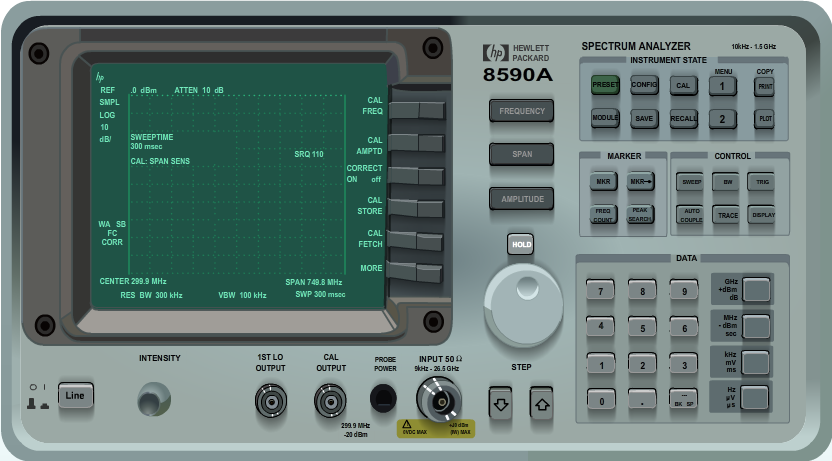 hp
REF .0 dBm ATTEN 10 dB
SMPL
LOG
10
dB/
SWEEPTIME
300 msec
CAL: SPAN SENS
SRQ 110
WA SB
FC
CORR
CENTER 299.9 MHz
SPAN 749.8 MHz
RES BW 300 kHz
VBW 100 kHz
SWP 300 msec
CAL
FREQ
CAL
AMPTD
CORRECT
ON off
CAL
STORE
CAL
FETCH
MORE
hp
HEWLETT
PACKARD
8590A
FREQUENCY
SPAN
AMPLITUDE
HOLD
SPECTRUM ANALYZER
10kHz - 1.5 GHz
INSTRUMENT STATE
MENU
COPY
PRESET
CONFIG
CAL
1
PRINT
MODULE
SAVE
RECALL
2
PLOT
MARKER
MKR
MKR→
FREQ
COUNT
PEAK
SEARCH
CONTROL
SWEEP
BW
TRIG
AUTO
COUPLE
TRACE
DISPLAY
DATA
7
8
9
GHz
+dBm
dB
4
5
6
MHz
- dBm
sec
1
2
3
kHz
mV
ms
0
.
BK SP
Hz
µV
µs
INTENSITY
Line
1ST LO
OUTPUT
CAL
OUTPUT
299.9 MHz
-20 dBm
PROBE
POWER
INPUT 50 Ω
9kHz - 26.5 GHz
0VDC MAX
+30 dBm
(1W) MAX
STEP